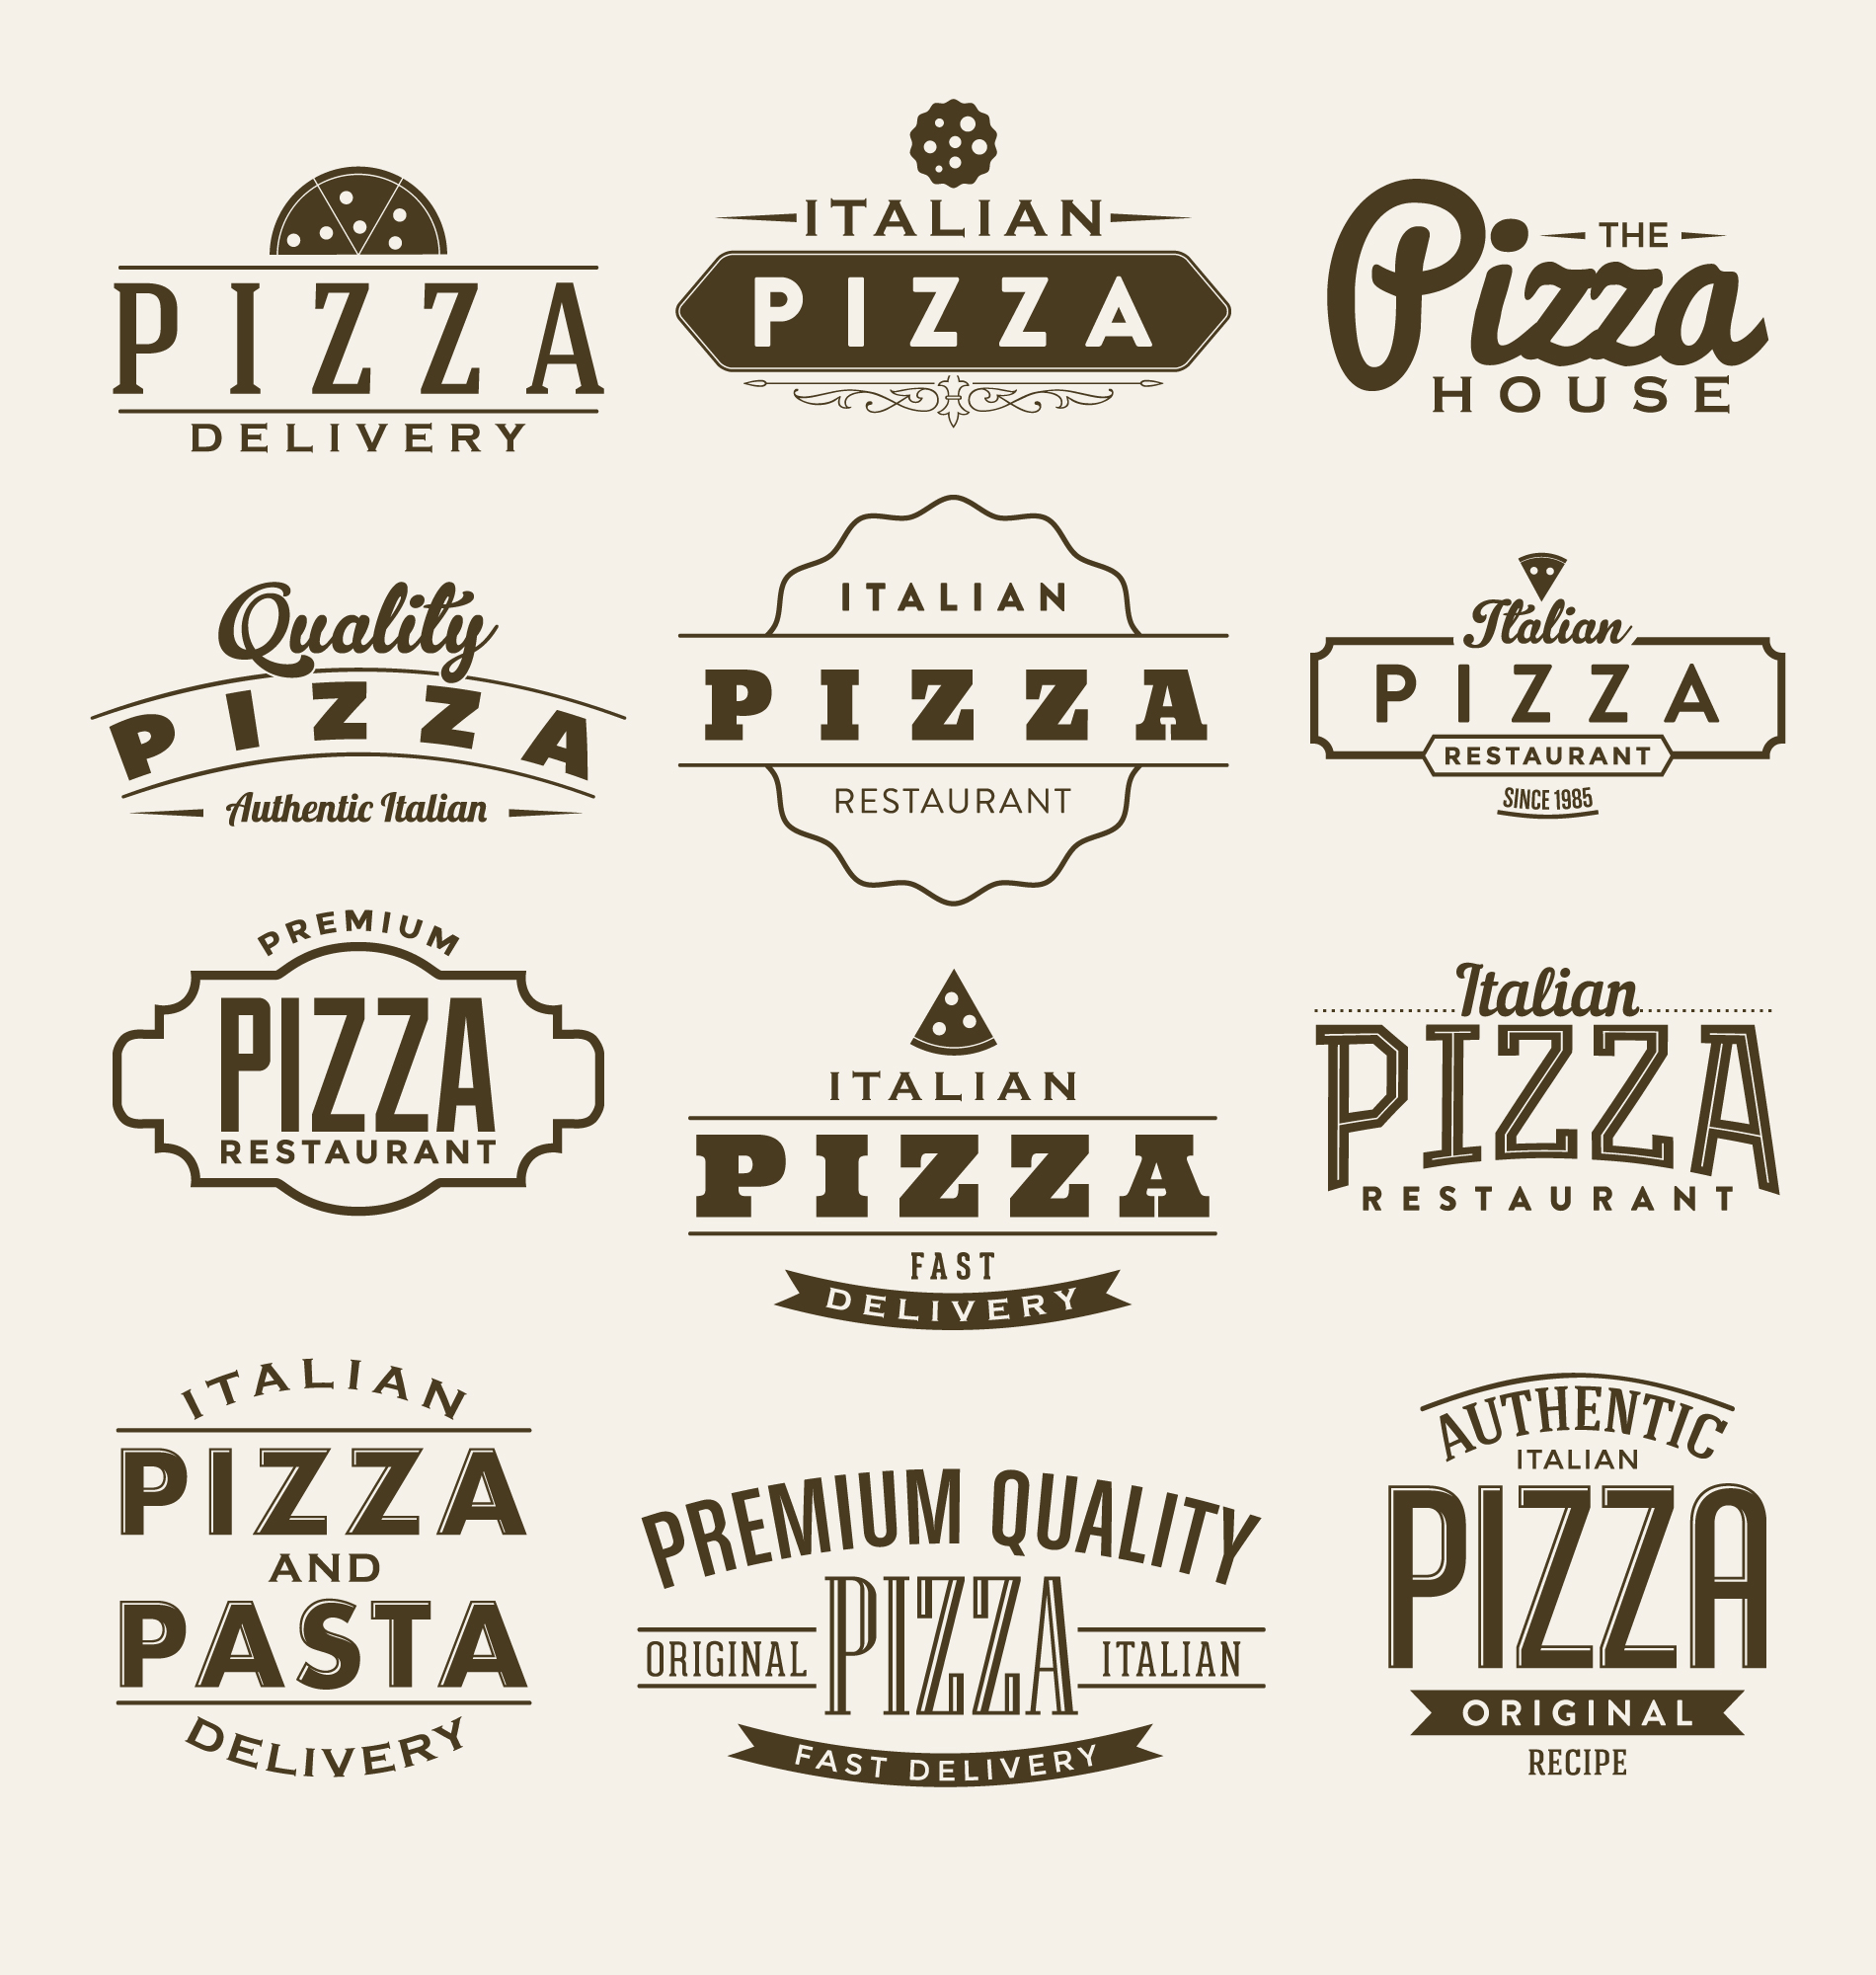 PIZZA
DELIVERY
ITALIAN
PIZZA
THE
Pizza
HOUSE
Quality
PIZZA
Authentic Italian
ITALIAN
PIZZA
RESTAURANT
Italian
PIZZA
RESTAURANT
SINCE 1985
PREMIUM
PIZZA
RESTAURANT
ITALIAN
PIZZA
FAST
DELIVERY
Italian
PIZZA
RESTAURANT
ITALIAN
PIZZA
AND
PASTA
DELIVERY
PREMIUM QUALITY
ORIGINAL PIZZA ITALIAN
FAST DELIVERY
AUTHENTIC
ITALIAN
PIZZA
ORIGINAL
RECIPE